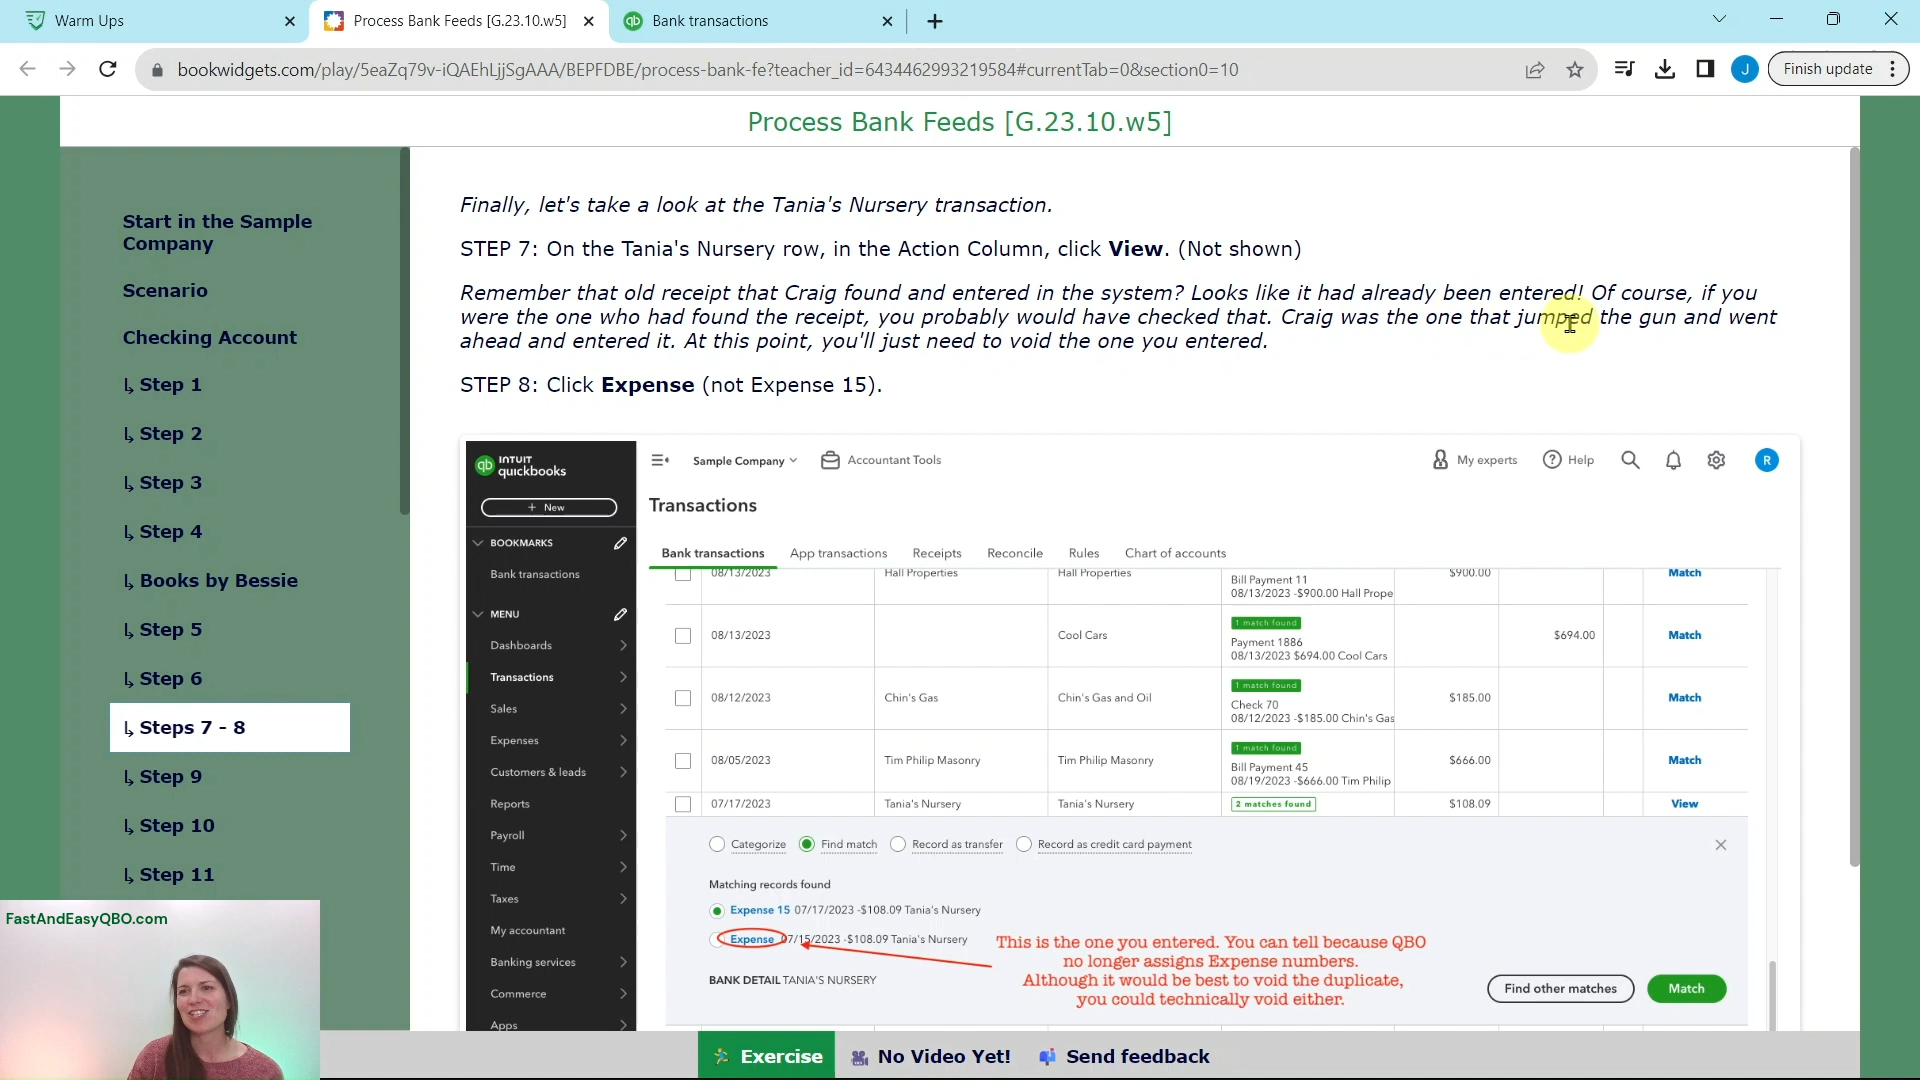 Warm Ups
Process Bank Feeds [G.23.10.w5]
Bank transactions
bookwidgets.com/play/5eaZq79v-iQAEhLjjSgAAA/BEPFDBE/process-bank-fe?teacher_id=6434462993219584#currentTab=0&section0=10
J
Finish update
Process Bank Feeds [G.23.10.w5]
Start in the Sample
Company
Scenario
Checking Account
Step 1
Step 2
Step 3
Step 4
Books by Bessie
Step 5
Step 6
Steps 7 - 8
Step 9
Step 10
Step 11
Finally, let's take a look at the Tania's Nursery transaction.
STEP 7: On the Tania's Nursery row, in the Action Column, click View. (Not shown)
Remember that old receipt that Craig found and entered in the system? Looks like it had already been entered! Of course, if you
were the one who had found the receipt, you probably would have checked that. Craig was the one that jumped the gun and went
ahead and entered it. At this point, you'll just need to void the one you entered.
STEP 8: Click Expense (not Expense 15).
qb INTUIT
quickbooks
Sample Company
Accountant Tools
My experts
Help
R
+ New
Transactions
BOOKMARKS
Bank transactions
MENU
Dashboards
Transactions
Sales
Expenses
Customers & leads
Reports
Payroll
Time
Taxes
My accountant
Banking services
Commerce
Apps
Bank transactions App transactions Receipts Reconcile Rules Chart of accounts
08/13/2023 Hall Properties Hall Properties $900.00 Match
Bill Payment 11
08/13/2023 -$900.00 Hall Prope
1 match found
08/13/2023 Cool Cars Payment 1886 $694.00 Match
08/13/2023 $694.00 Cool Cars
1 match found
08/12/2023 Chin's Gas Chin's Gas and Oil Check 70 $185.00 Match
08/12/2023 -$185.00 Chin's Gas
1 match found
08/05/2023 Tim Philip Masonry Tim Philip Masonry Bill Payment 45 $666.00 Match
08/19/2023 -$666.00 Tim Philip
07/17/2023 Tania's Nursery Tania's Nursery 2 matches found $108.09 View
Categorize Find match Record as transfer Record as credit card payment
Matching records found
Expense 15 07/17/2023 -$108.09 Tania's Nursery
Expense 07/15/2023 -$108.09 Tania's Nursery
BANK DETAIL TANIA'S NURSERY
This is the one you entered. You can tell because QBO
no longer assigns Expense numbers.
Although it would be best to void the duplicate,
you could technically void either.
Find other matches
Match
FastAndEasyQBO.com
Exercise
No Video Yet!
Send feedback